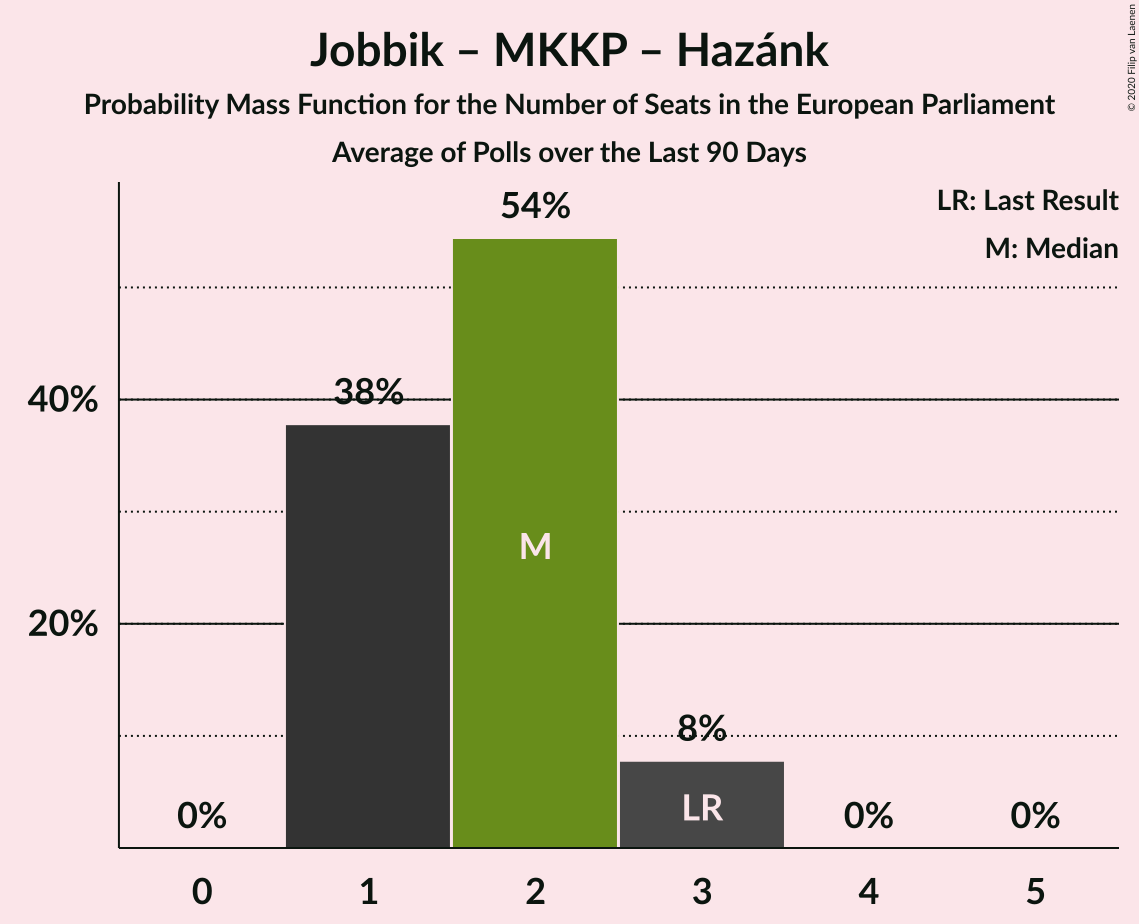 Jobbik – MKKP – Hazánk
Probability Mass Function for the Number of Seats in the European Parliament
Average of Polls over the Last 90 Days
© 2020 Filip van Laenen
LR: Last Result
M: Median
54%
40%
38%
M
20%
8%
LR
0%
0%
0%
0
1
2
3
4
5